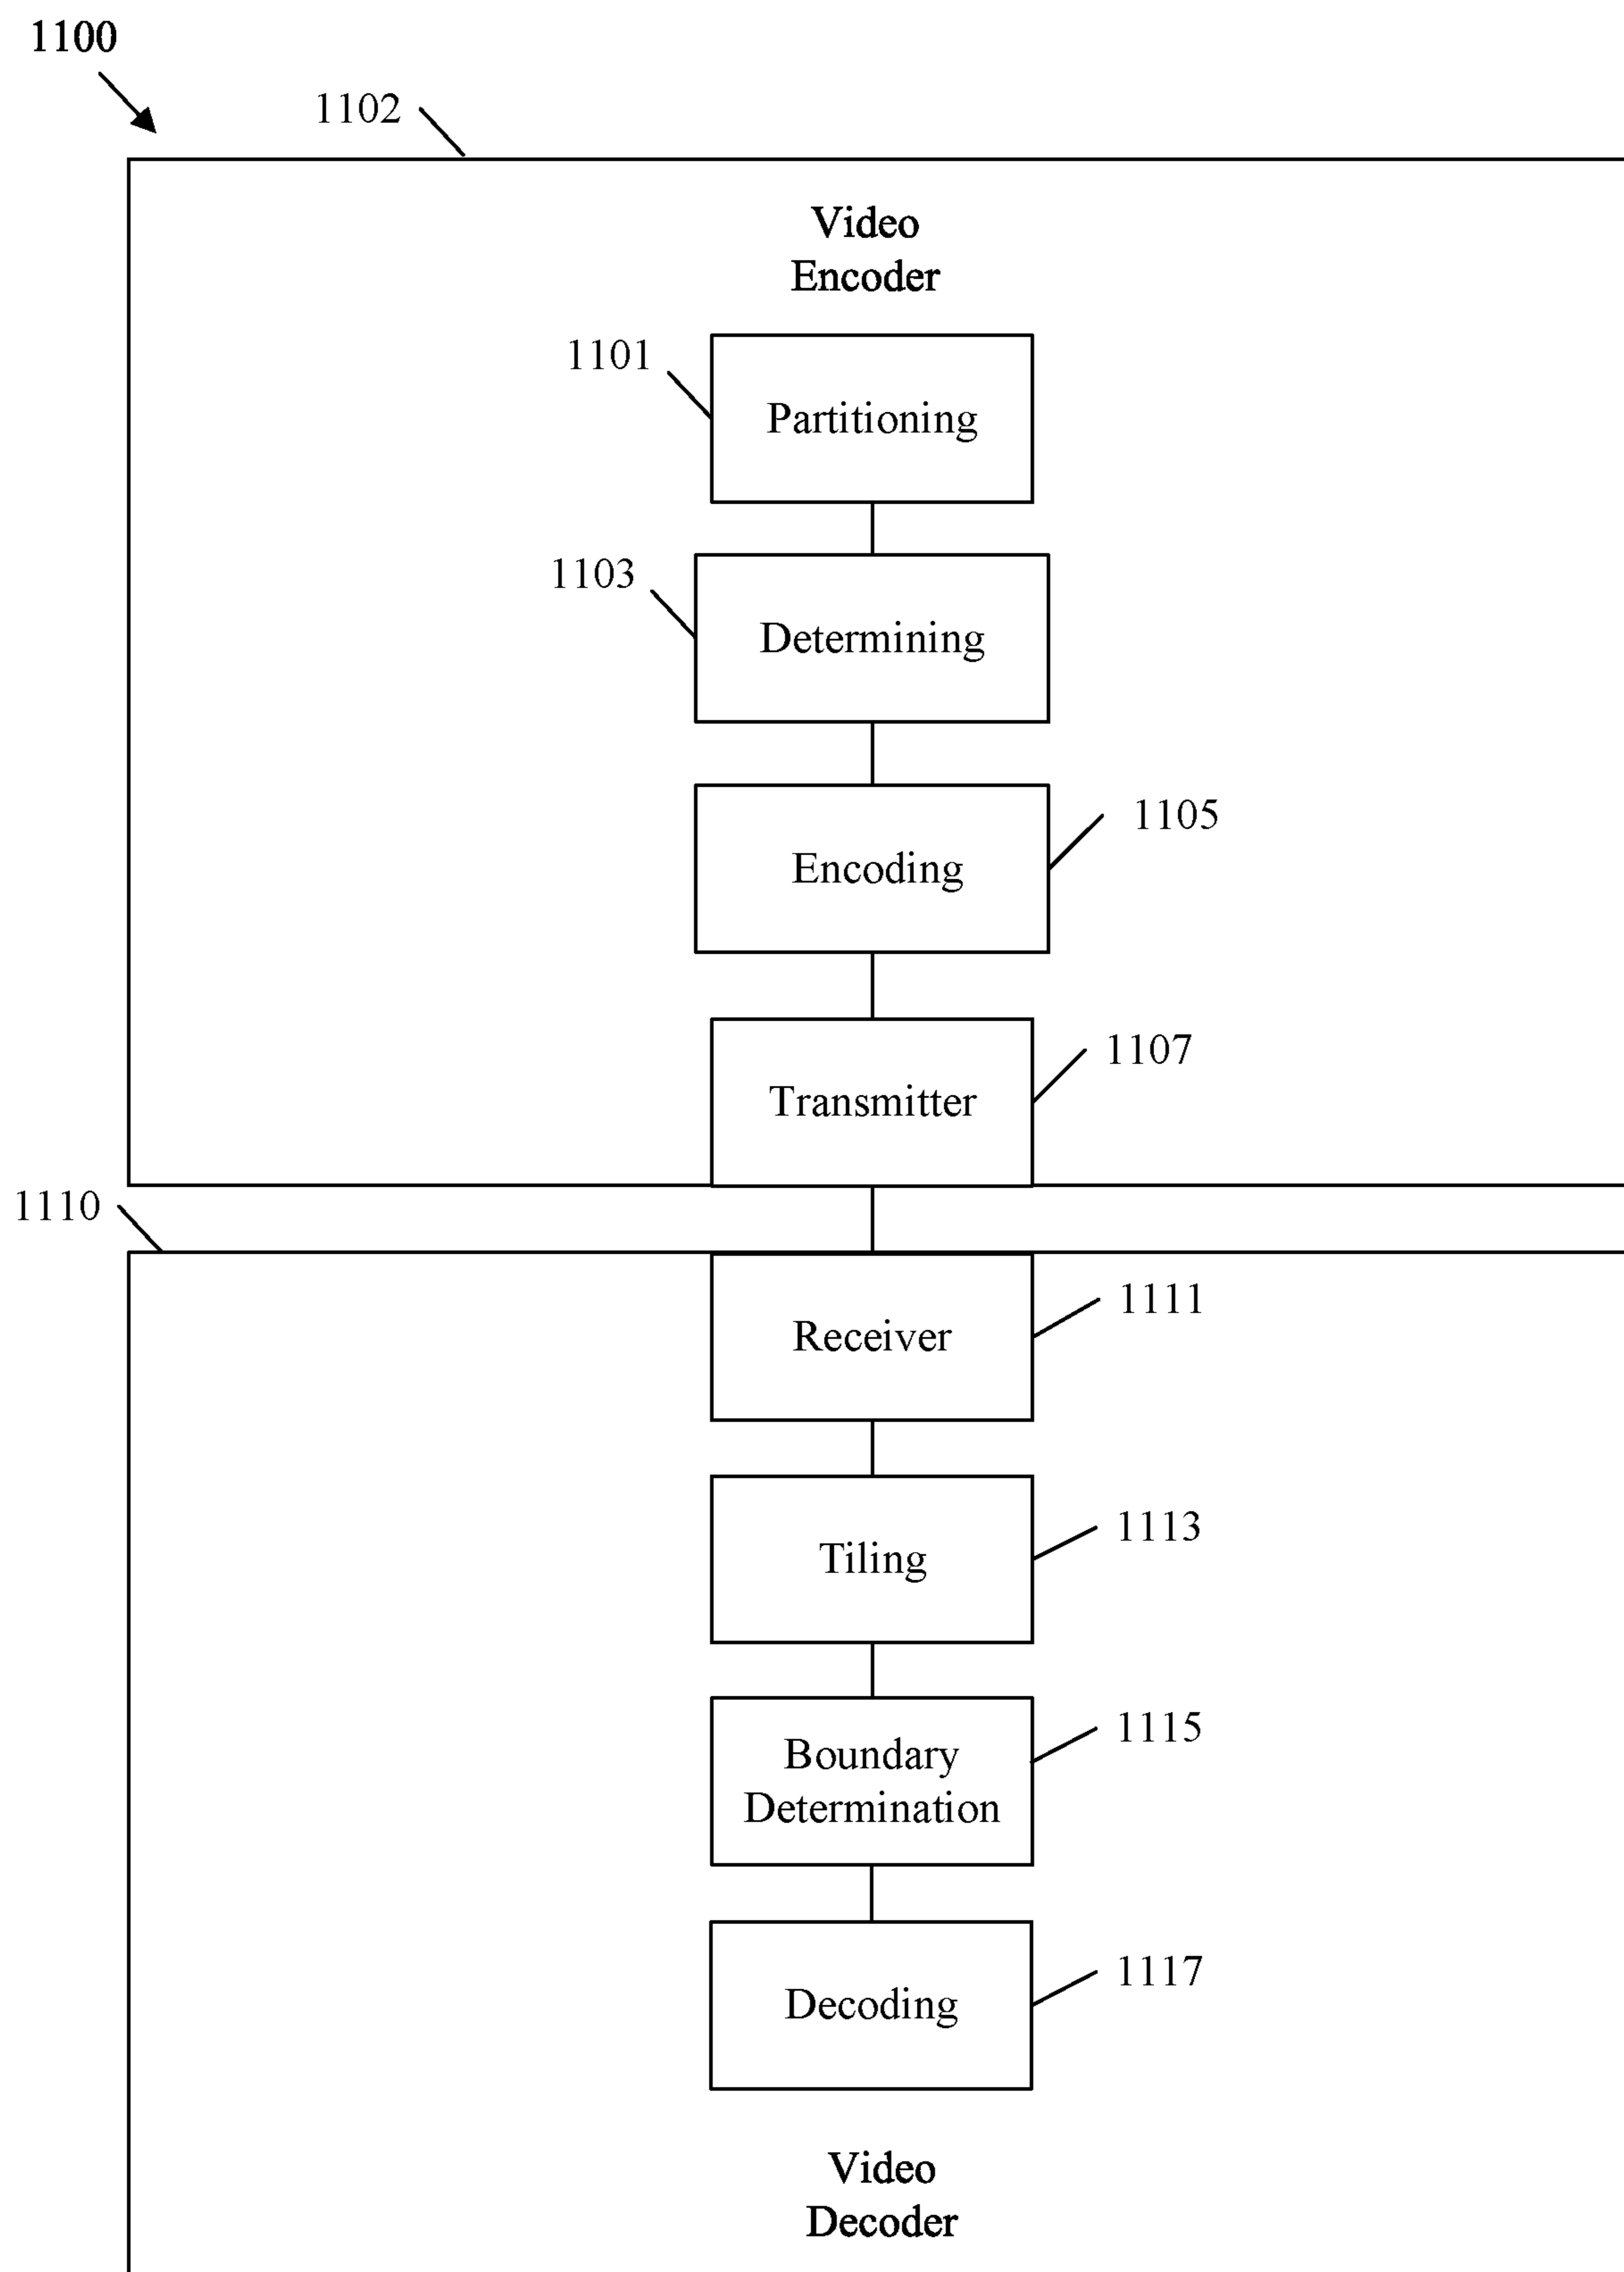 1100
1102
Video
Encoder
1101
Partitioning
1103
Determining
1105
Encoding
1107
Transmitter
1110
1111
Receiver
1113
Tiling
1115
Boundary
Determination
1117
Decoding
Video
Decoder